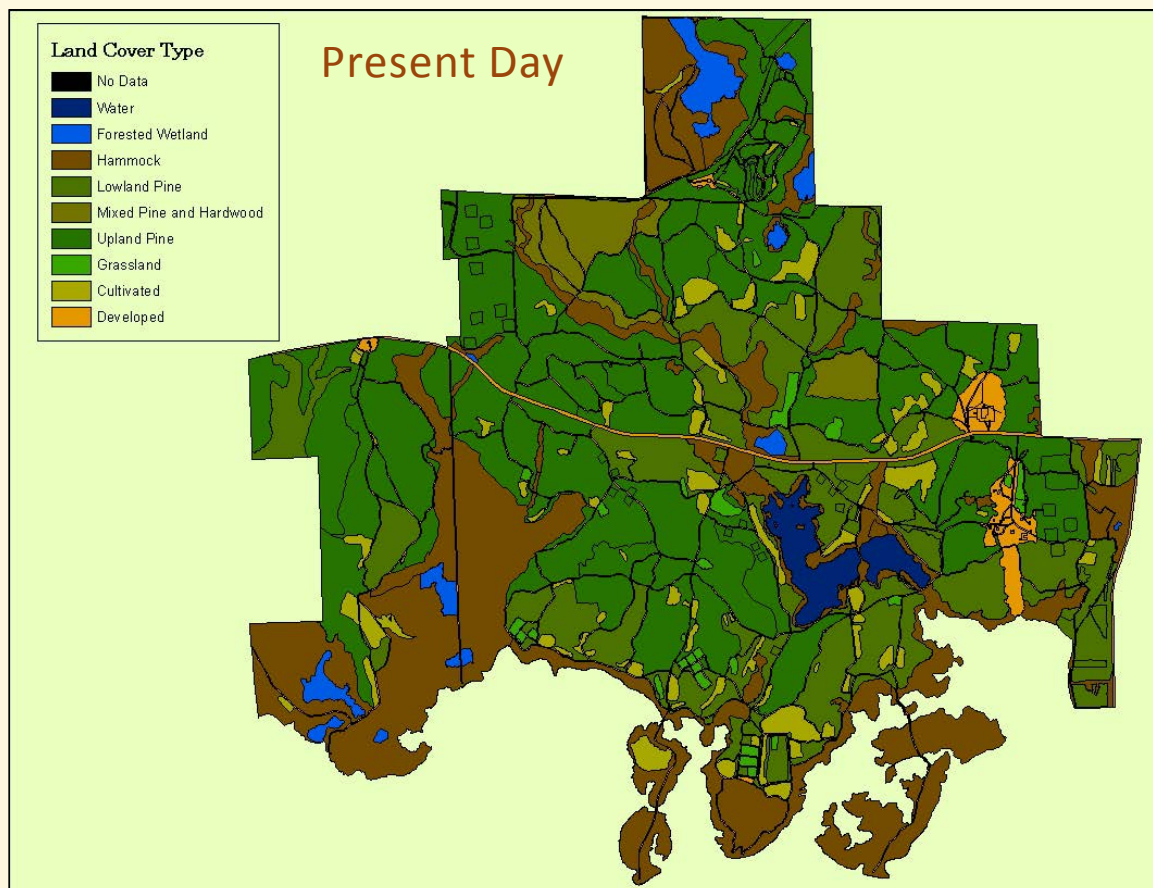 Present Day
Land Cover Type
No Data
Water
Forested Wetland
Hammock
Lowland Pine
Mixed Pine and Hardwood
Upland Pine
Grassland
Cultivated
Developed